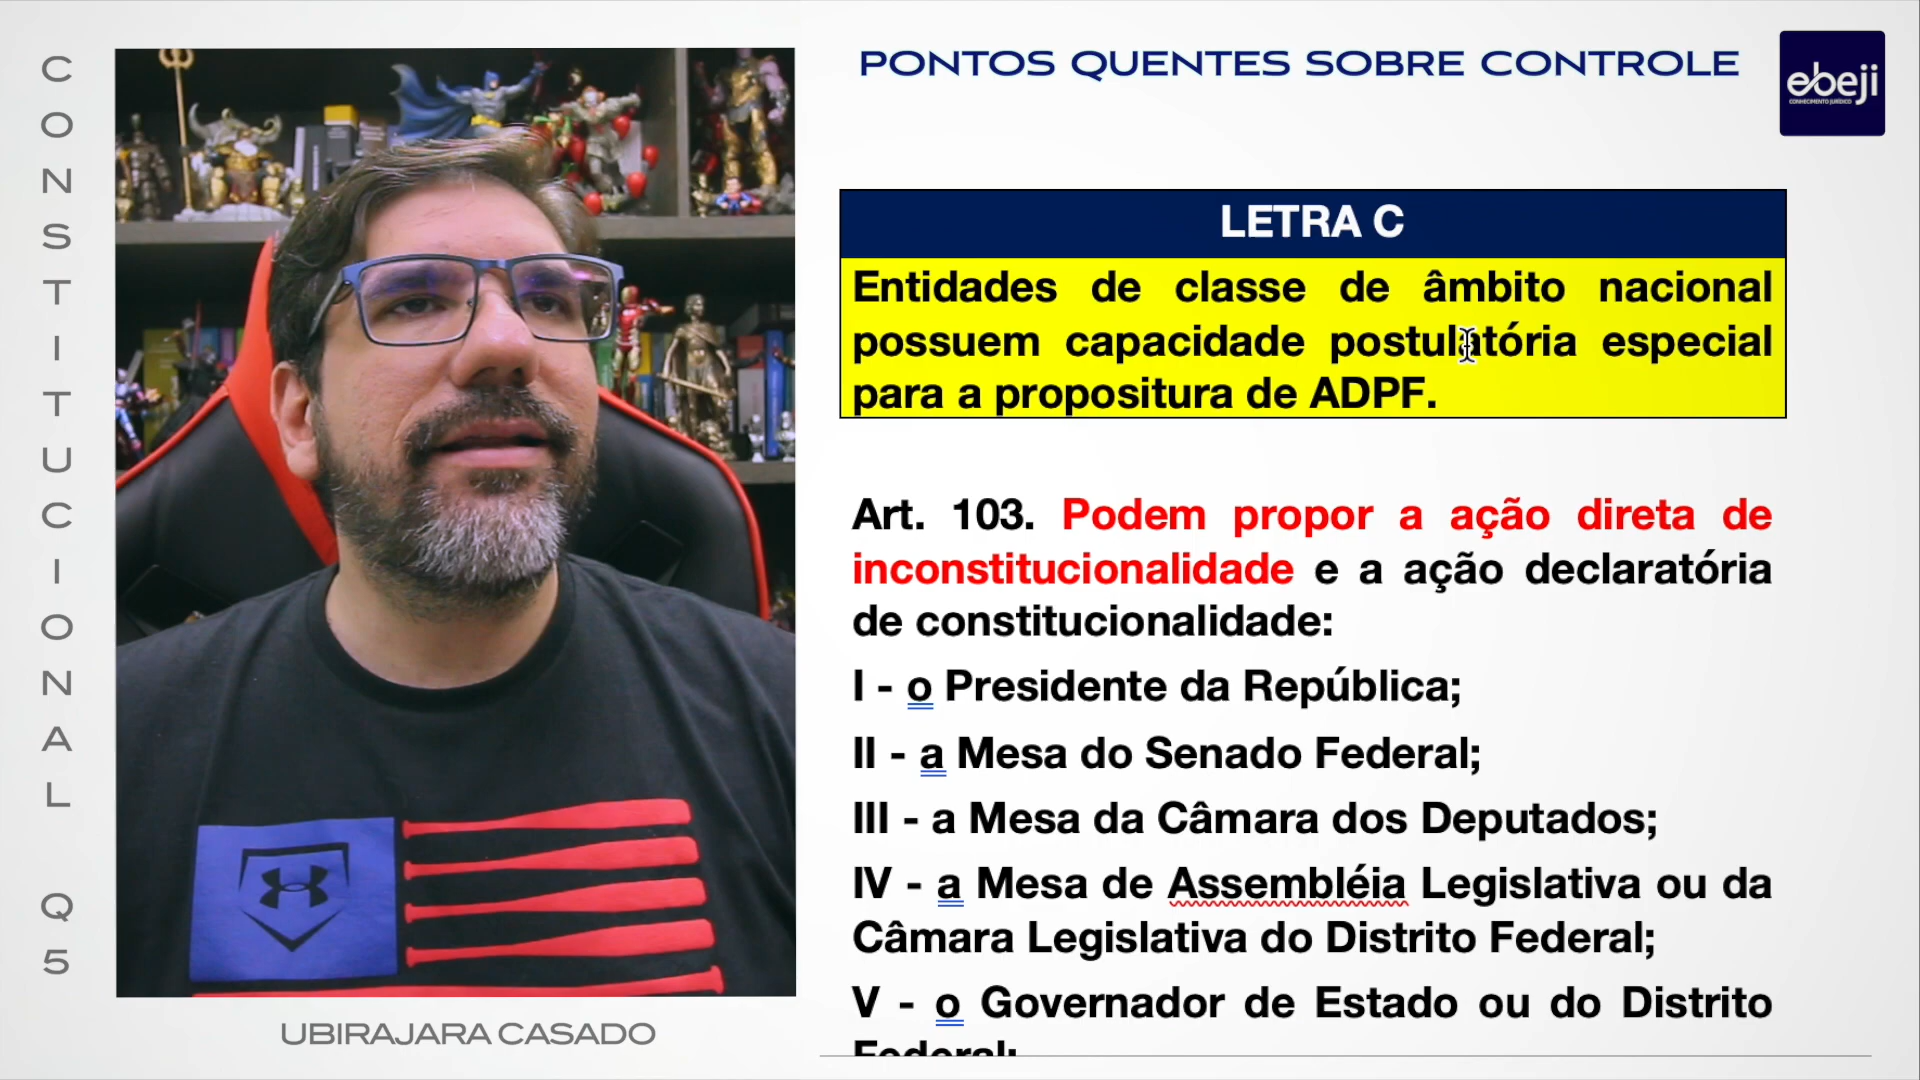 CONSTITUCIONAL Q5
PONTOS QUENTES SOBRE CONTROLE
ebeji
CONHECIMENTO JURÍDICO
LETRA C
Entidades de classe de âmbito nacional
possuem capacidade postulatória especial
para a propositura de ADPF.
Art. 103. Podem propor a ação direta de
inconstitucionalidade e a ação declaratória
de constitucionalidade:
I - o Presidente da República;
II - a Mesa do Senado Federal;
III - a Mesa da Câmara dos Deputados;
IV - a Mesa de Assembléia Legislativa ou da
Câmara Legislativa do Distrito Federal;
V - o Governador de Estado ou do Distrito
Federal;
UBIRAJARA CASADO